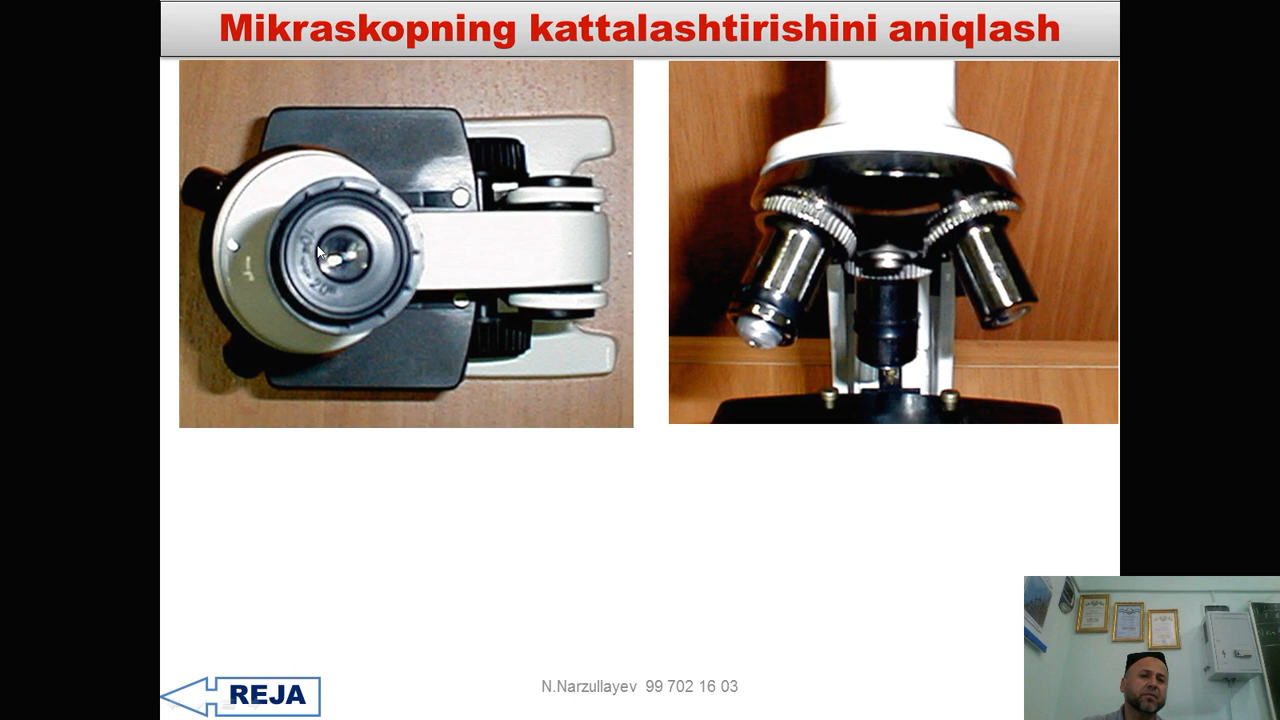 Mikraskopning kattalashtirishini aniqlash
REJA
N.Narzullayev 99 702 16 03